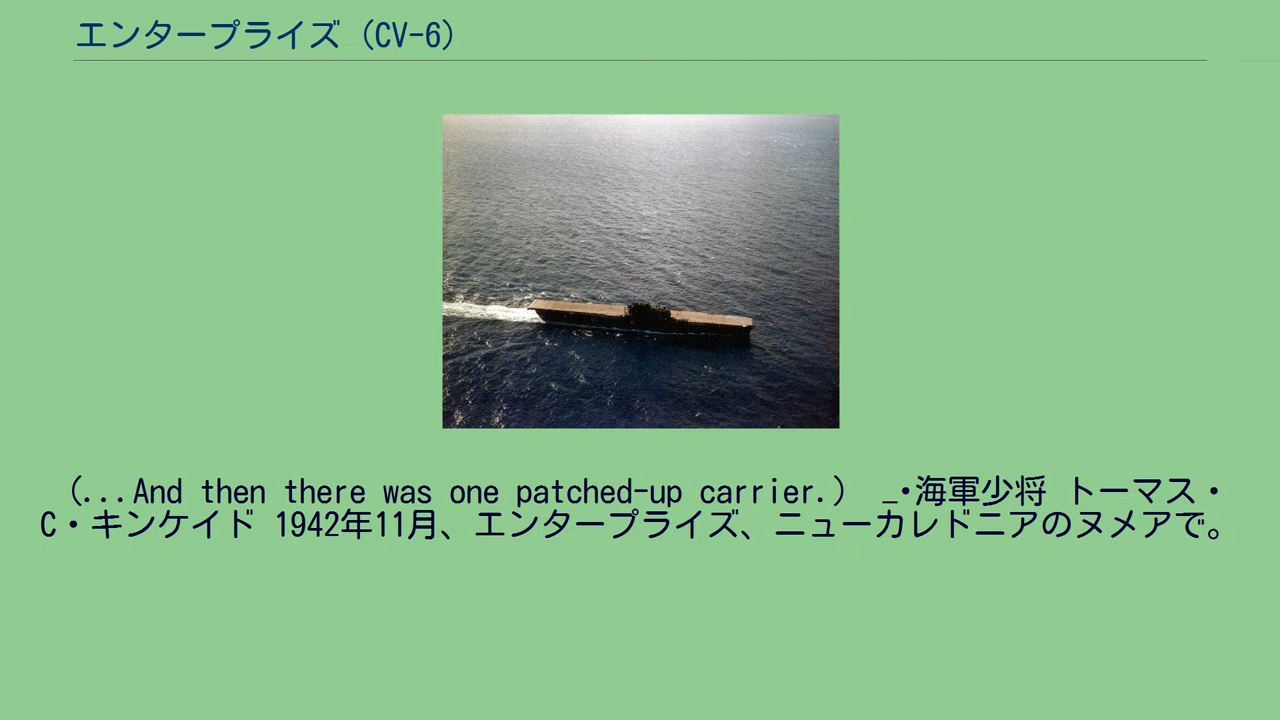 エンタープライズ (CV-6)
(...And then there was one patched-up carrier.) _•海軍少将 トーマス・
C・キンケイド 1942年11月、エンタープライズ、ニューカレドニアのヌメアで。